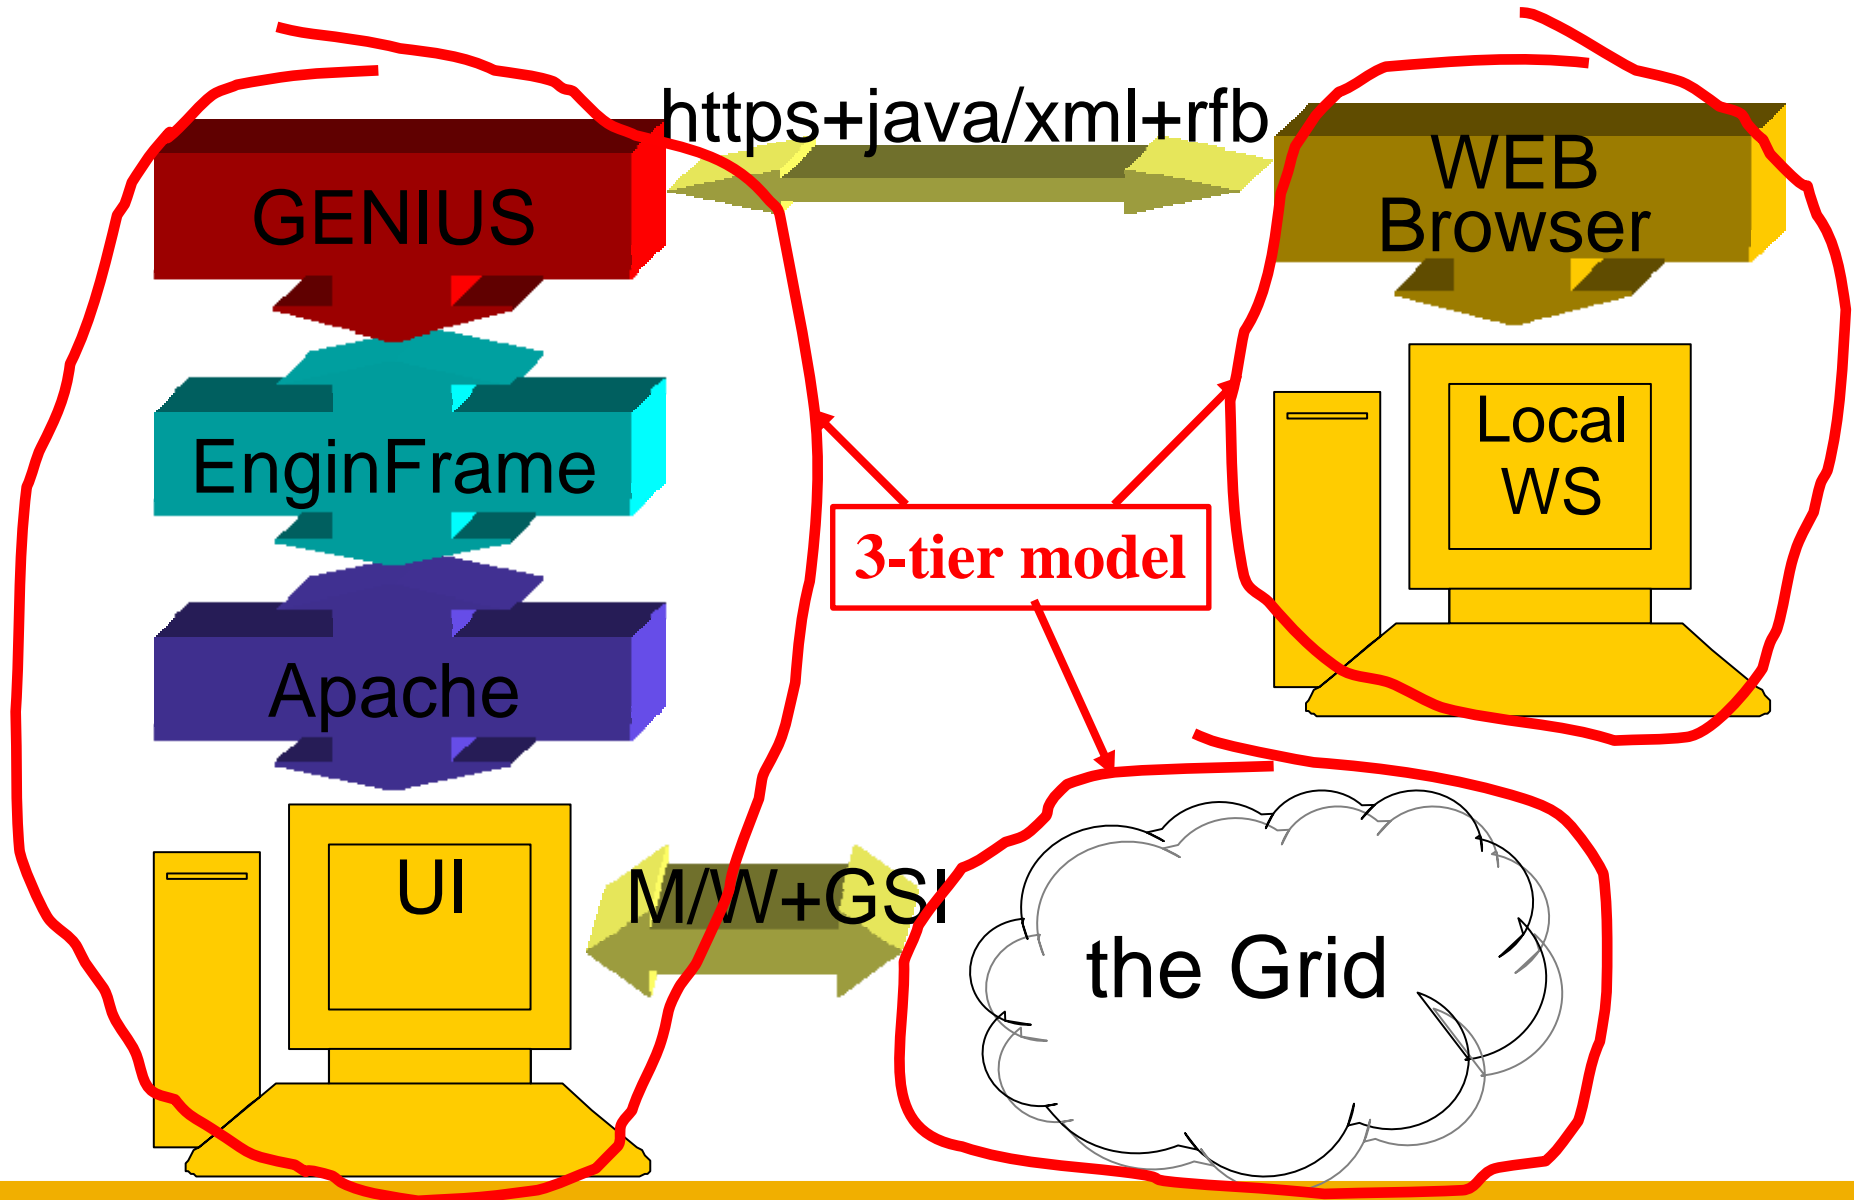 https+java/xml+rfb
GENIUS
WEB
Browser
EnginFrame
Local
WS
3-tier model
Apache
UI
M/W+GSI
the Grid